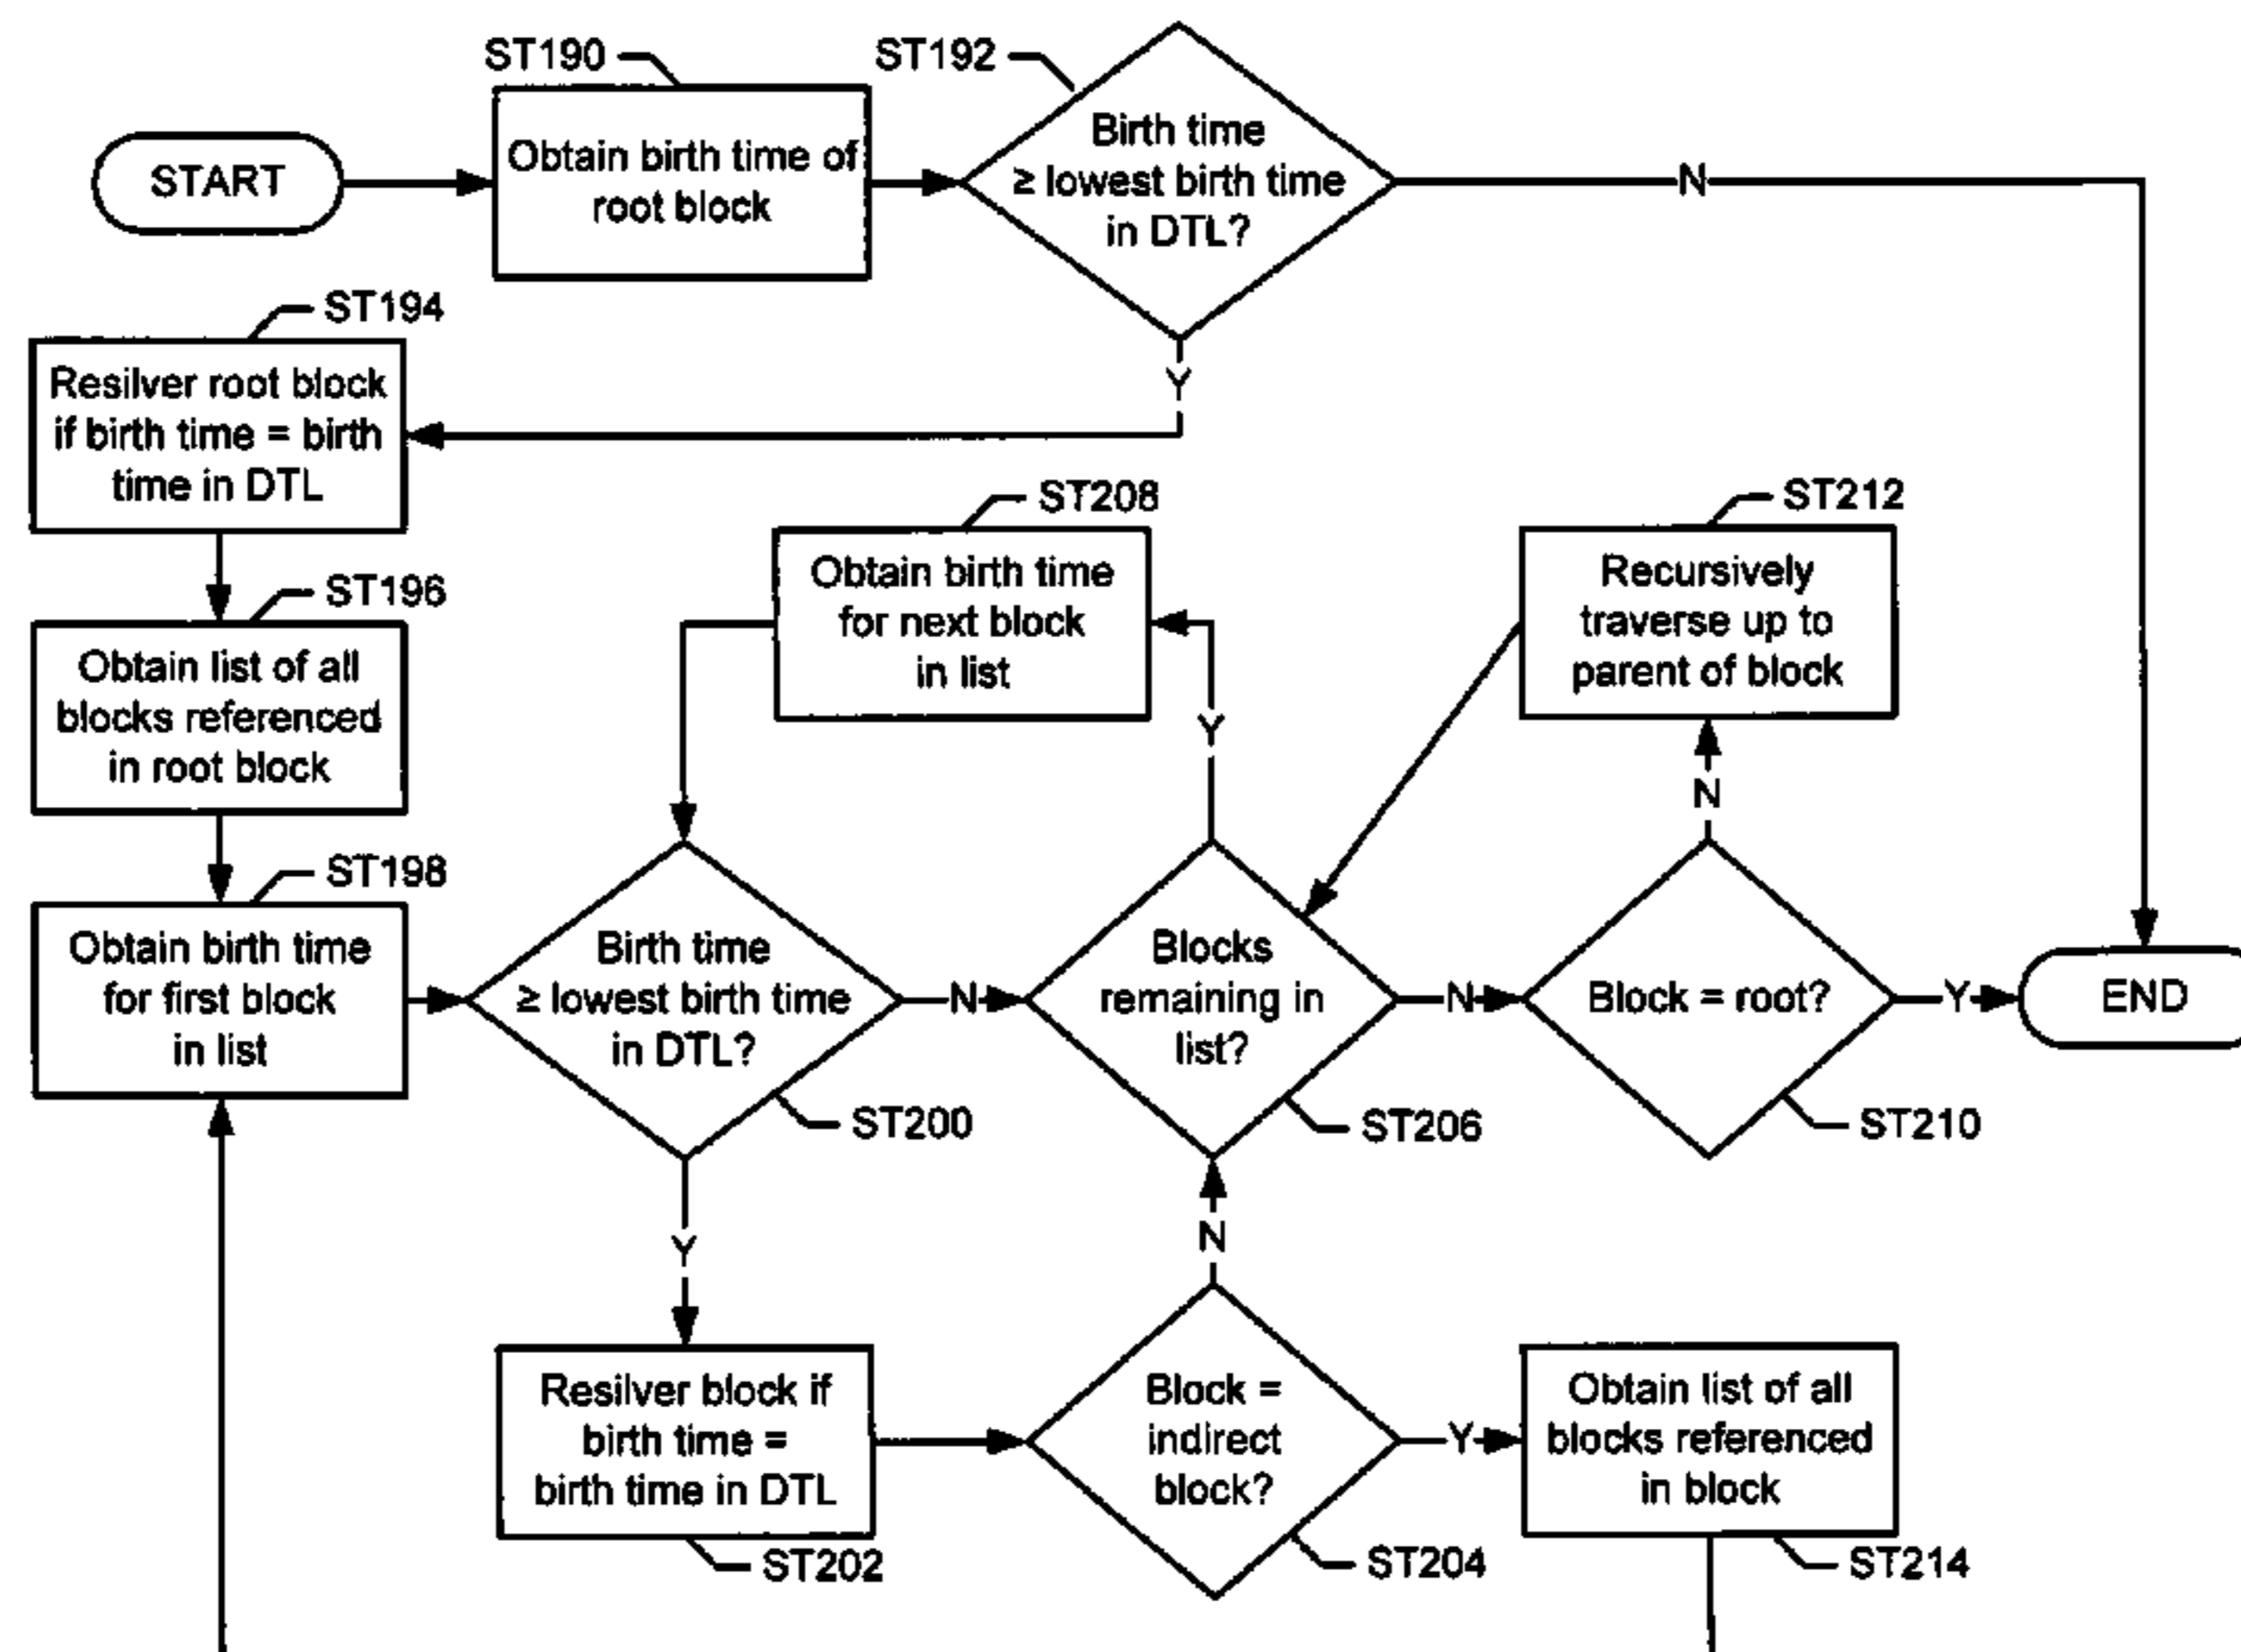 ST190
ST192
START
Obtain birth time of
root block
Birth time
≥ lowest birth time
in DTL?
N
Y
ST194
Resilver root block
if birth time = birth
time in DTL
ST196
Obtain list of all
blocks referenced
in root block
ST208
Obtain birth time
for next block
in list
ST212
Recursively
traverse up to
parent of block
Y
N
ST198
Obtain birth time
for first block
in list
Birth time
≥ lowest birth time
in DTL?
ST200
N
Blocks
remaining in
list?
ST206
N
Block = root?
ST210
Y
END
Y
N
Resilver block if
birth time =
birth time in DTL
ST202
Block =
indirect
block?
ST204
Y
Obtain list of all
blocks referenced
in block
ST214